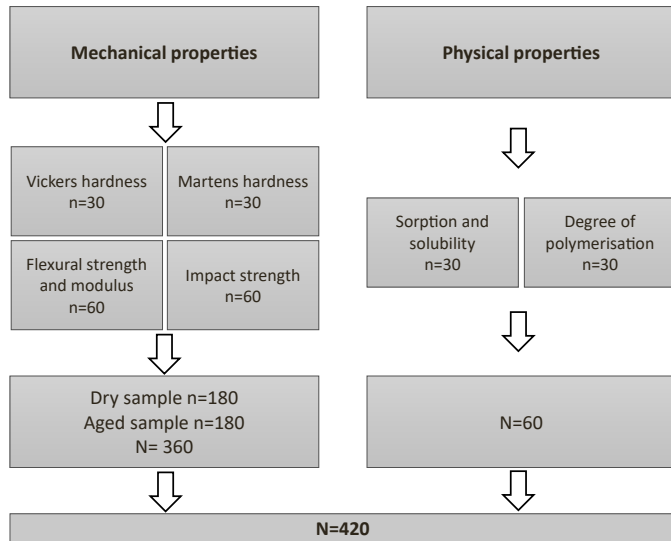 Mechanical properties
Physical properties
Vickers hardness
n=30
Martens hardness
n=30
Flexural strength
and modulus
n=60
Impact strength
n=60
Sorption and
solubility
n=30
Degree of
polymerisation
n=30
Dry sample n=180
Aged sample n=180
N= 360
N=60
N=420